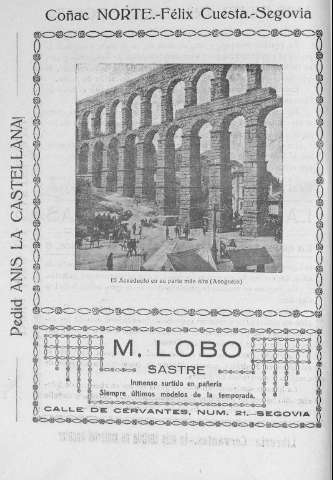 Coñac NORTE.-Félix Cuesta.-Segovia
Pedid ANIS LA CASTELLANA
El Acueducto en su parte más alta (Azoguejo)
M. LOBO
SASTRE
Inmenso surtido en pañería
Siempre últimos modelos de la temporada.
CALLE DE CERVANTES, NUM. 21.-SEGOVIA